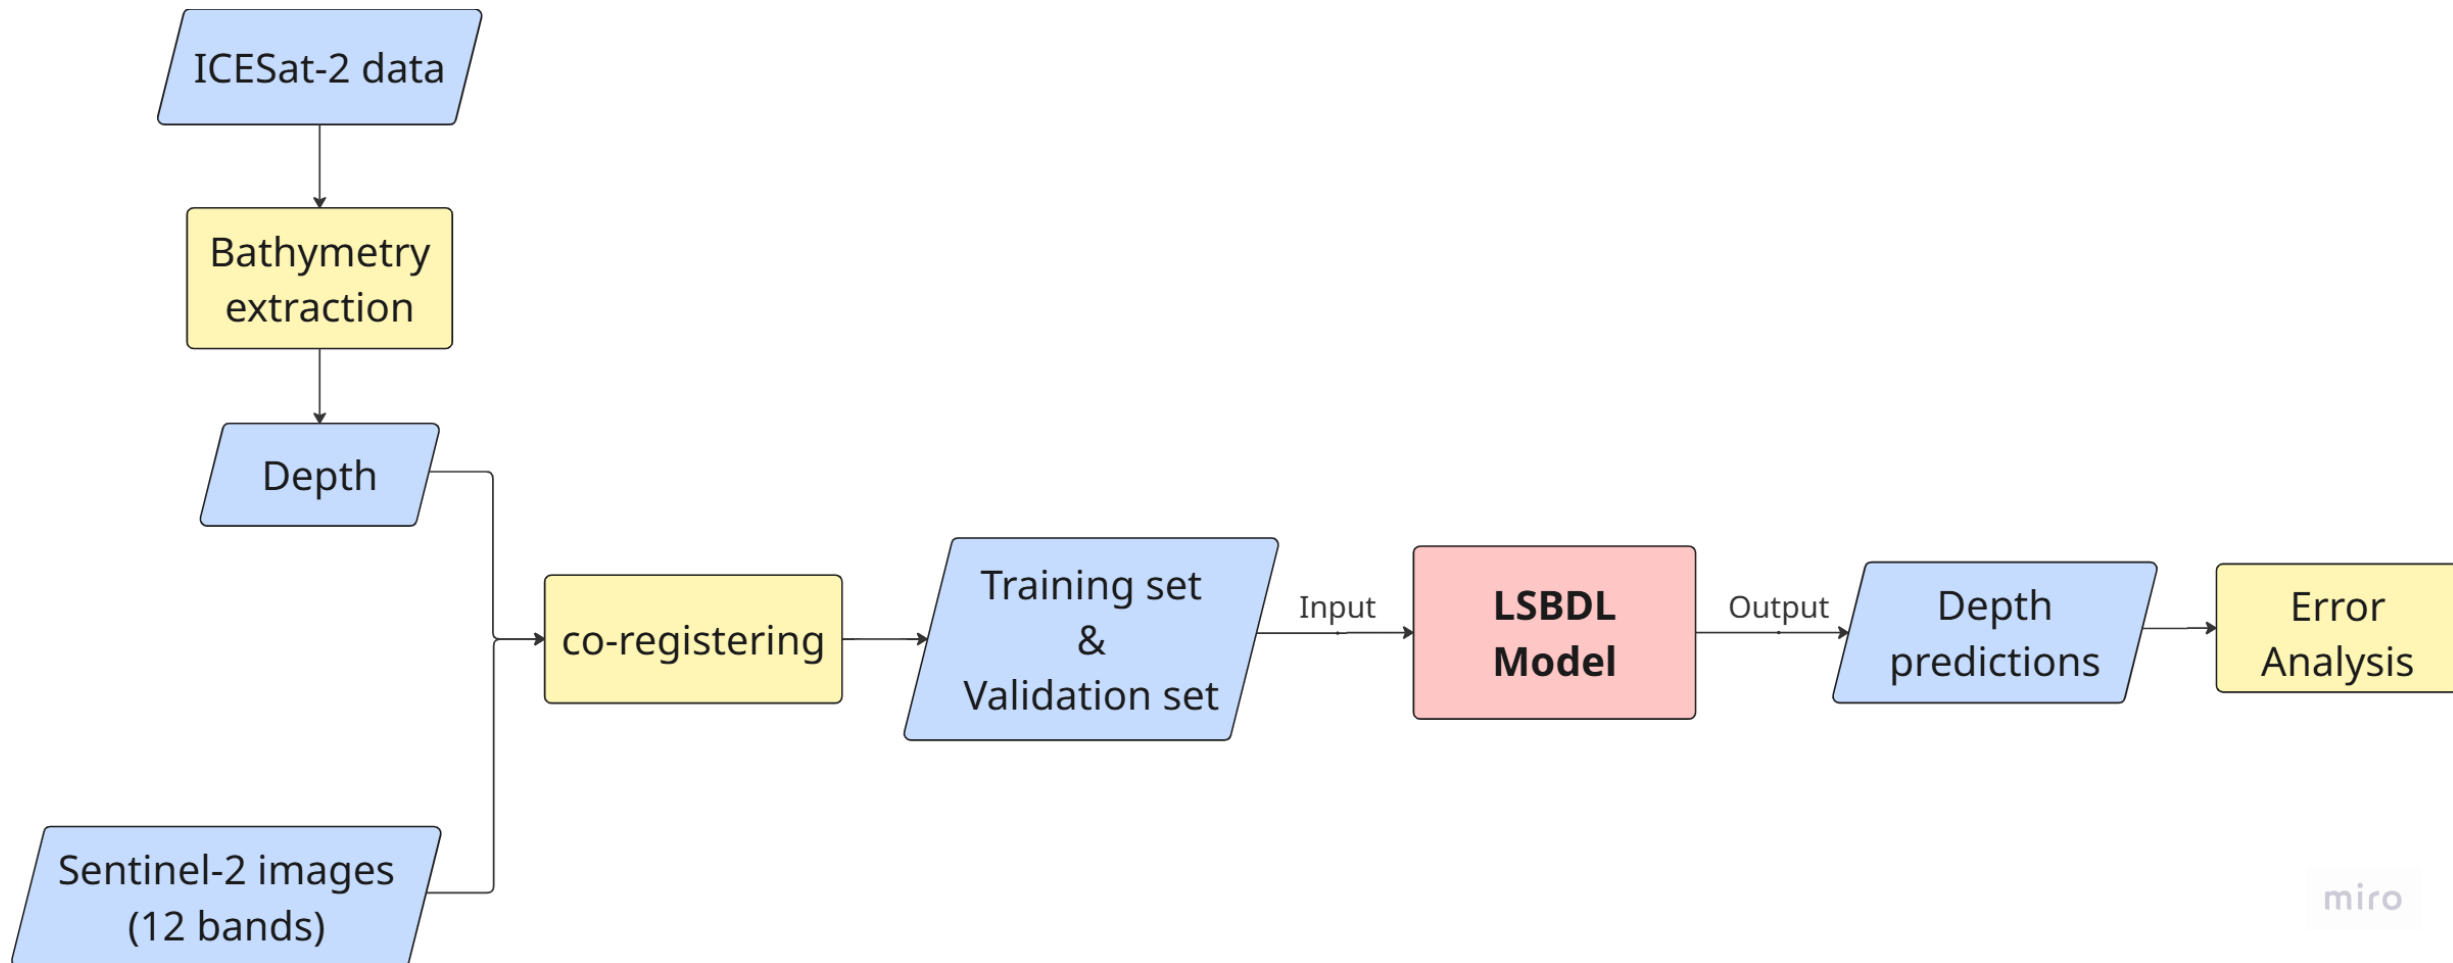 ICESat-2 data
Bathymetry
extraction
Depth
Sentinel-2 images
(12 bands)
co-registering
Training set
&
Validation set
Input
LSBDL
Model
Output
Depth
predictions
Error
Analysis
miro